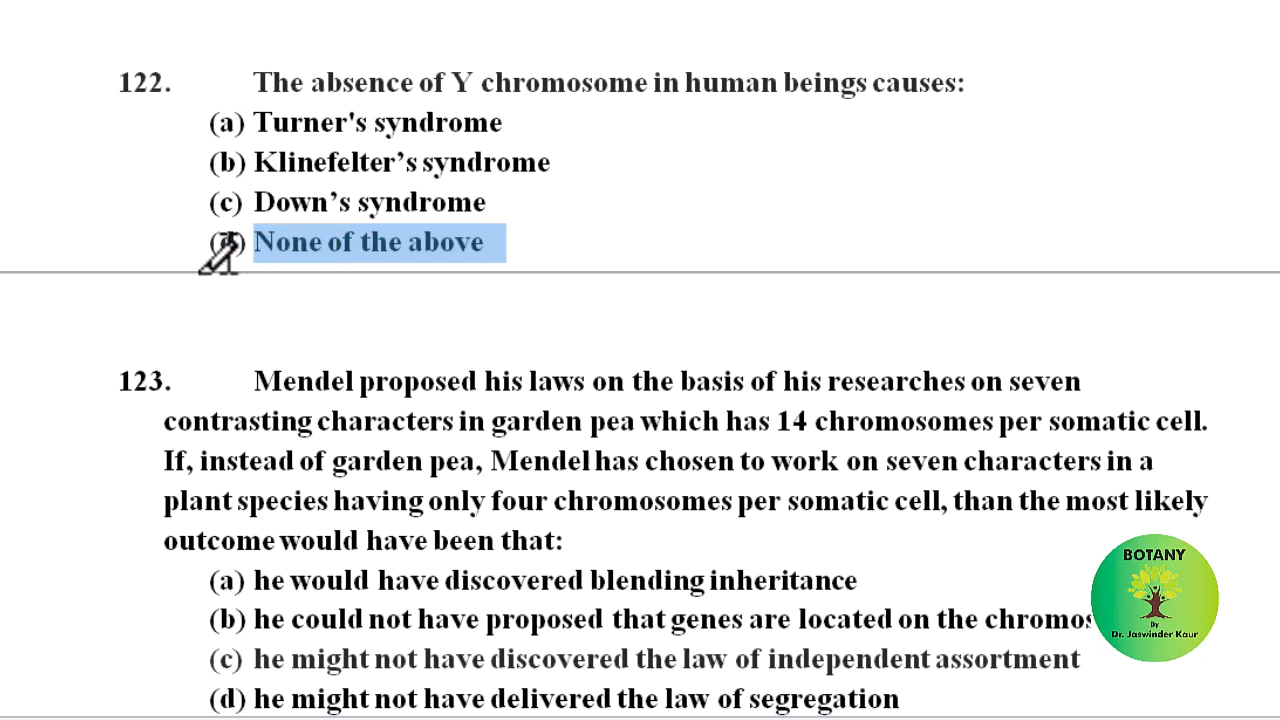 122. The absence of Y chromosome in human beings causes:
(a) Turner's syndrome
(b) Klinefelter’s syndrome
(c) Down’s syndrome
None of the above
123. Mendel proposed his laws on the basis of his researches on seven
contrasting characters in garden pea which has 14 chromosomes per somatic cell.
If, instead of garden pea, Mendel has chosen to work on seven characters in a
plant species having only four chromosomes per somatic cell, than the most likely
outcome would have been that:
(a) he would have discovered blending inheritance
(b) he could not have proposed that genes are located on the
(c) he might not have discovered the law of independent assortment
(d) he might not have delivered the law of segregation
BOTANY
By
Dr. Jaswinder Kaur